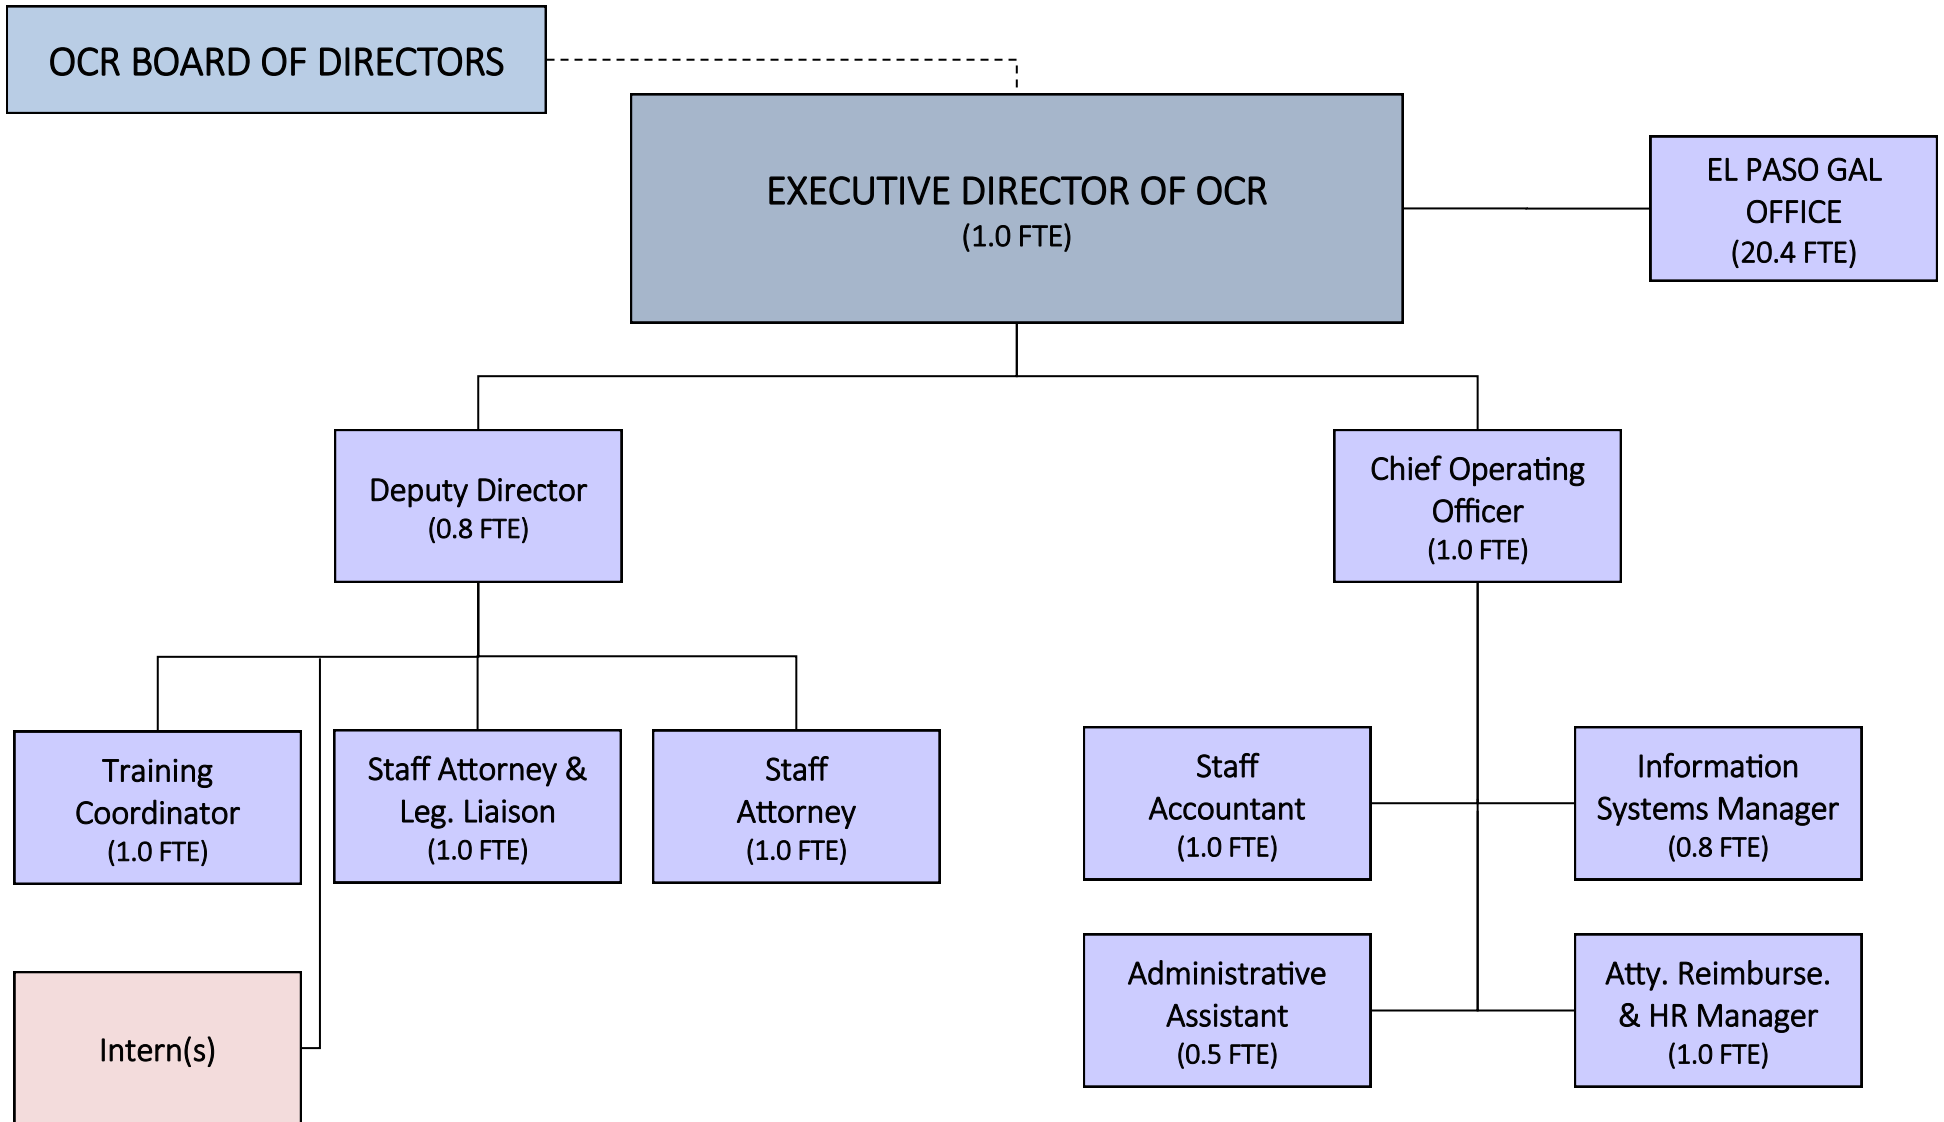 OCR BOARD OF DIRECTORS
EXECUTIVE DIRECTOR OF OCR
(1.0 FTE)
EL PASO GAL
OFFICE
(20.4 FTE)
Deputy Director
(0.8 FTE)
Chief Operating
Officer
(1.0 FTE)
Training
Coordinator
(1.0 FTE)
Staff Attorney &
Leg. Liaison
(1.0 FTE)
Staff
Attorney
(1.0 FTE)
Staff
Accountant
(1.0 FTE)
Information
Systems Manager
(0.8 FTE)
Intern(s)
Administrative
Assistant
(0.5 FTE)
Atty. Reimburse.
& HR Manager
(1.0 FTE)